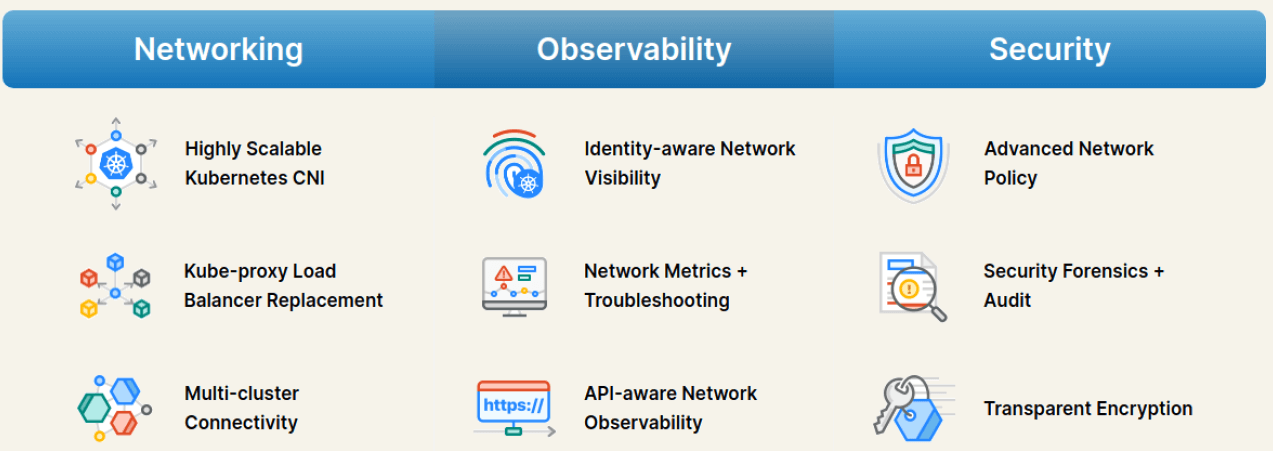 Networking
Observability
Security
Highly Scalable
Kubernetes CNI
Identity-aware Network
Visibility
Advanced Network
Policy
Kube-proxy Load
Balancer Replacement
Network Metrics +
Troubleshooting
Security Forensics +
Audit
Multi-cluster
Connectivity
https://
API-aware Network
Observability
Transparent Encryption